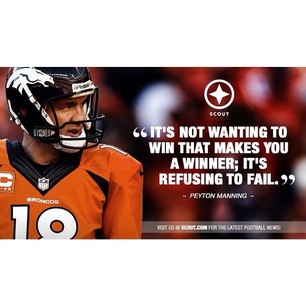 SCOUT
“IT'S NOT WANTING TO
WIN THAT MAKES YOU
A WINNER; IT'S
REFUSING TO FAIL.”
~ PEYTON MANNING ~
C
NFL
18
VISIT US @ SCOUT.COM FOR THE LATEST FOOTBALL NEWS!